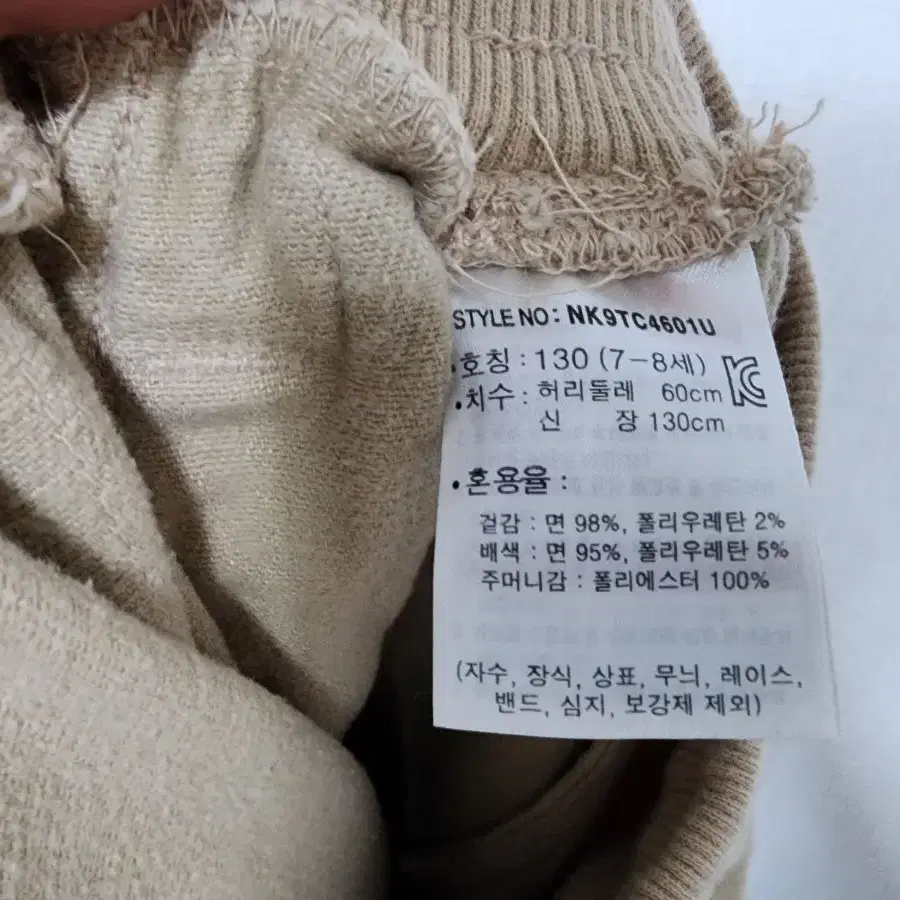 STYLE NO: NK9TC4601U
•호칭 : 130 (7-8세)
•치수 : 허리둘레 60cm
신 장 130cm
KC
•혼용율 :
겉감 : 면 98%, 폴리우레탄 2%
배색 : 면 95%, 폴리우레탄 5%
주머니감 : 폴리에스터 100%
(자수, 장식, 상표, 무늬, 레이스,
밴드, 심지, 보강제 제외)